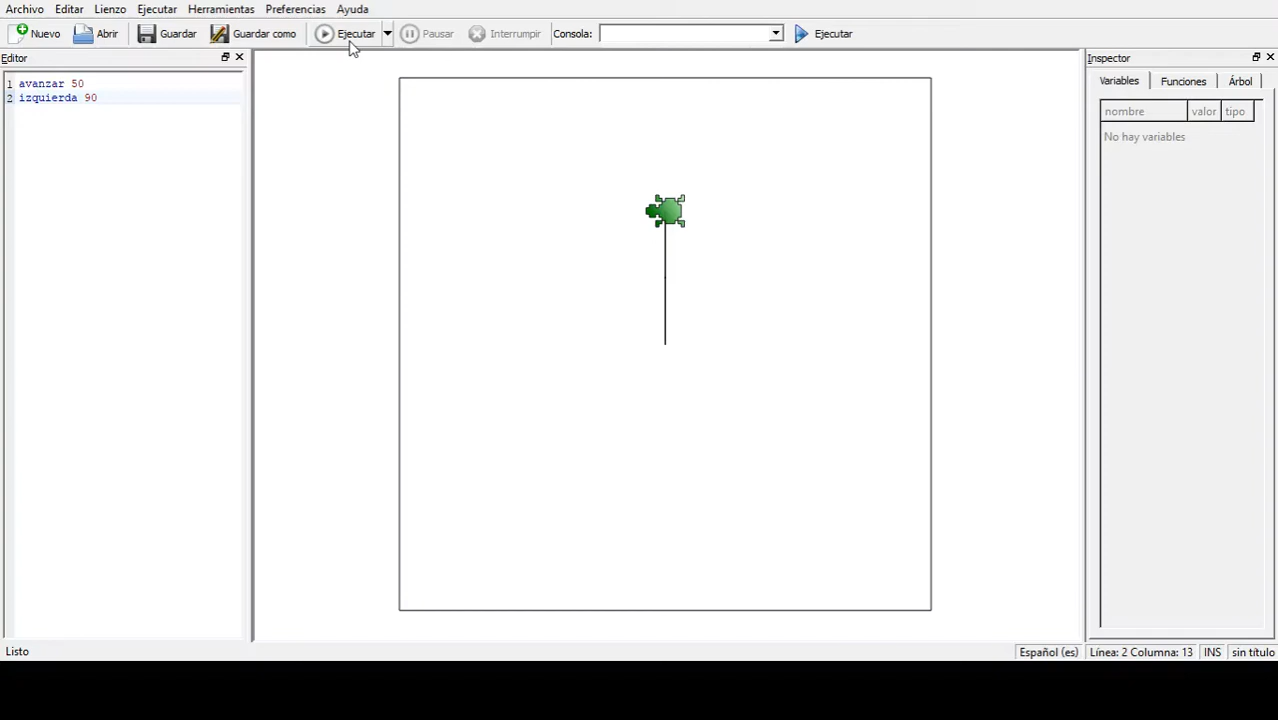 Archivo Editar Lienzo Ejecutar Herramientas Preferencias Ayuda
Nuevo Abrir Guardar Guardar como Ejecutar Pausar Interrumpir Consola: Ejecutar
Editor
1 avanzar 50
2 izquierda 90
Inspector
Variables Funciones Árbol
nombre valor tipo
No hay variables
Listo
Español (es) Línea: 2 Columna: 13 INS sin título